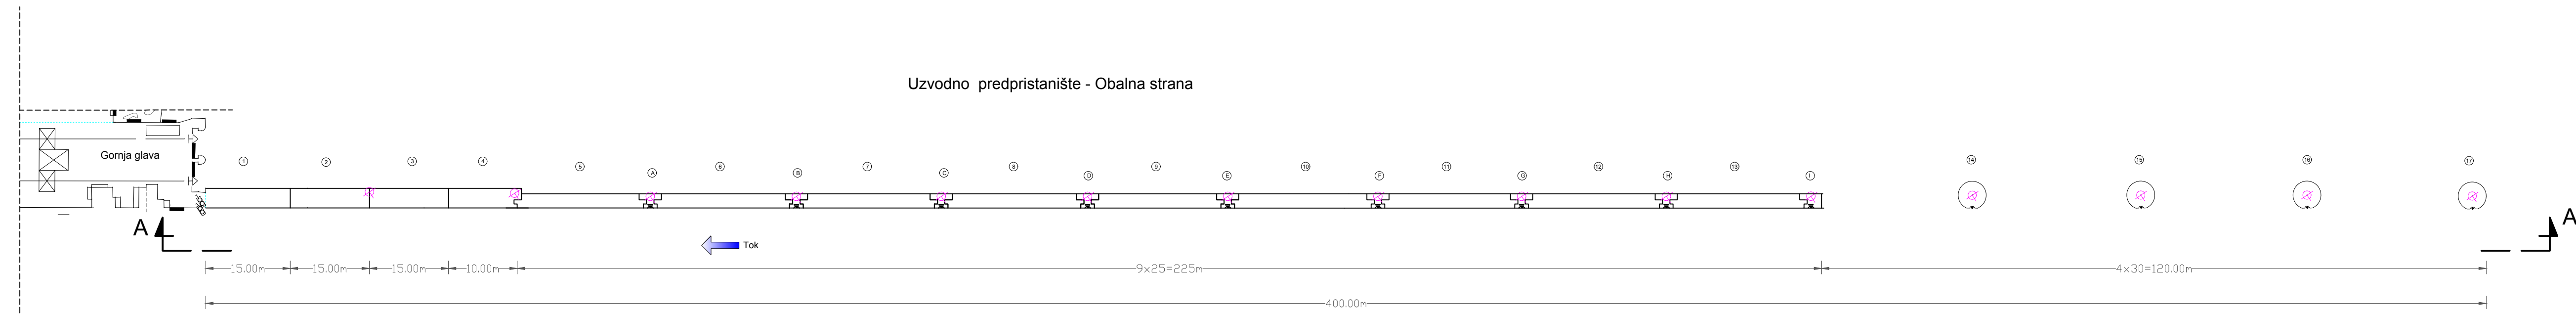 Uzvodno predpristanište - Obalna strana
Gornja glava
1 2 3 4 5 A 6 B 7 C 8 D 9 E 10 F 11 G 12 H 13 I 14 15 16 17
A A
Tok
15.00m 15.00m 15.00m 10.00m 9x25=225m 4x30=120.00m
400.00m